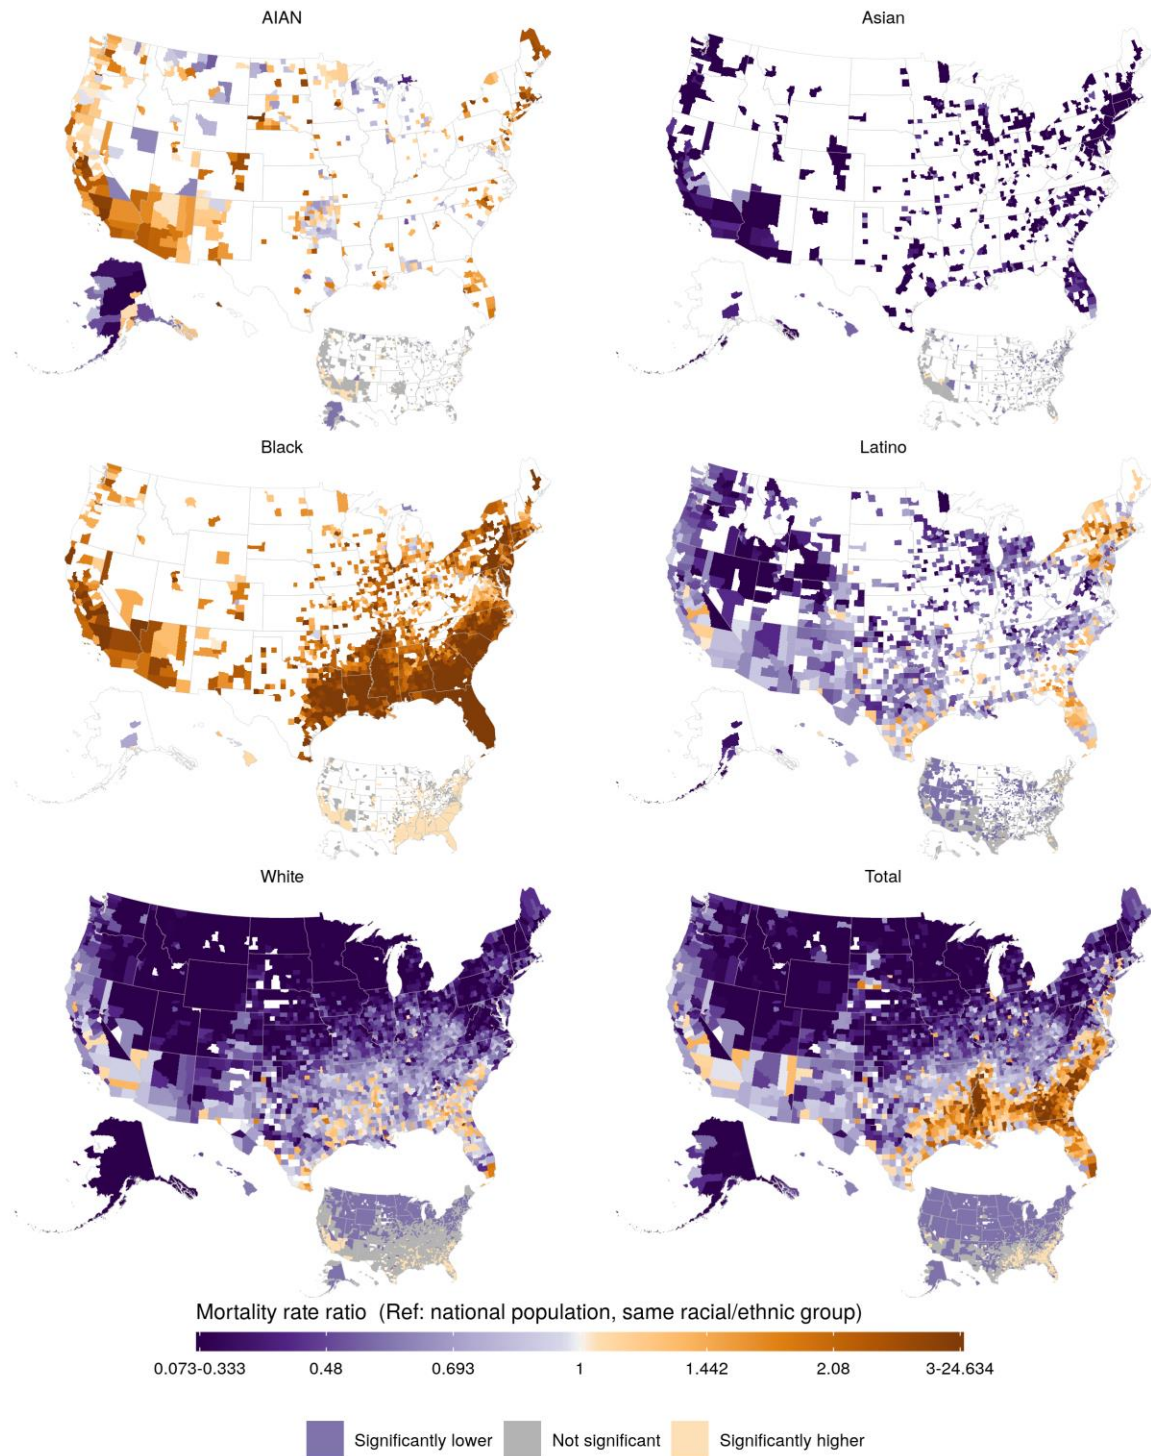 AIAN
Asian
Black
Latino
White
Total
Mortality rate ratio (Ref: national population, same racial/ethnic group)
0.073-0.333 0.48 0.693 1 1.442 2.08 3-24.634
Significantly lower Not significant Significantly higher